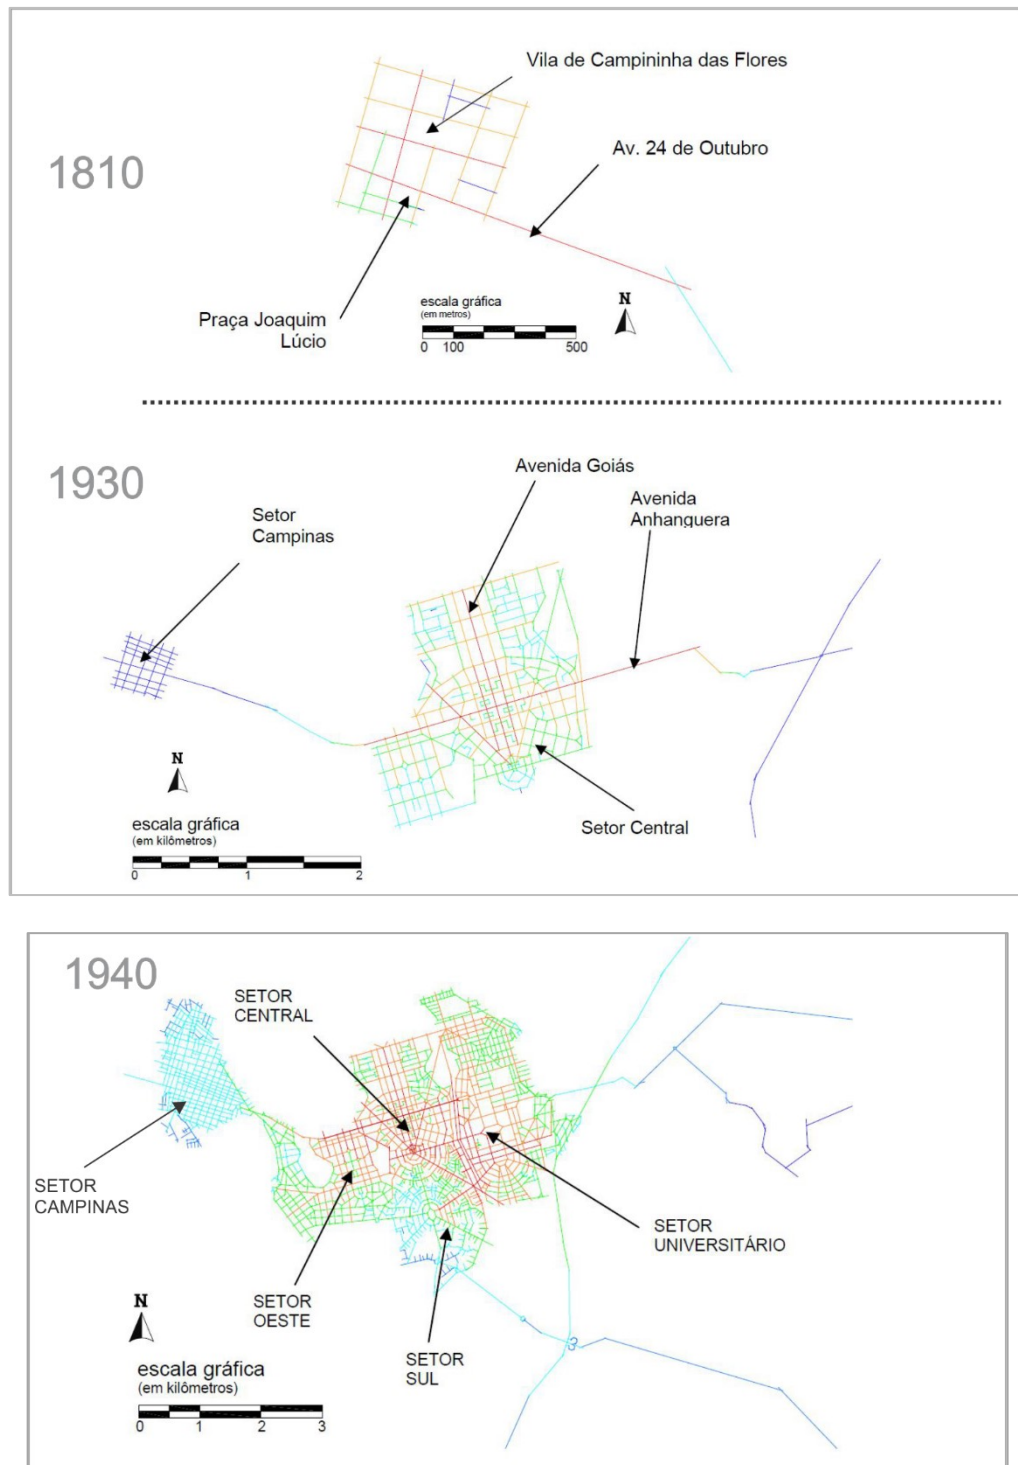 1810
Vila de Campininha das Flores
Av. 24 de Outubro
Praça Joaquim
Lúcio
escala gráfica
(em metros)
0 100 500
N
1930
Avenida Goiás
Avenida
Anhanguera
Setor
Campinas
N
escala gráfica
(em kilômetros)
0 1 2
Setor Central
1940
SETOR
CENTRAL
SETOR
CAMPINAS
SETOR
UNIVERSITÁRIO
SETOR
OESTE
SETOR
SUL
N
escala gráfica
(em kilômetros)
0 1 2 3